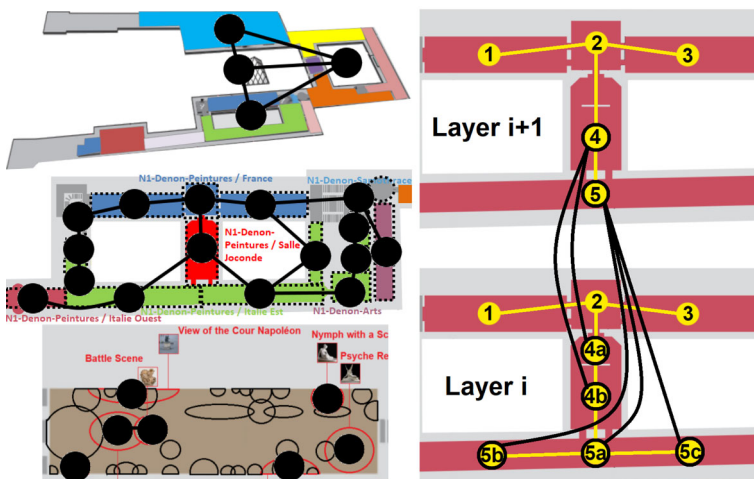 N1-Denon-Peintures / France
N1-Denon-Sam
race
N1-Denon-
Peintures / Salle
Joconde
N1-Denon-Peintures / Italie Ouest
N1-Denon-Peintures / Italie Est
N1-Denon-Arts
View of the Cour Napoléon
Battle Scene
Nymph with a Sc
Psyche Re
1
2
3
Layer i+1
4
5
1
2
3
4a
Layer i
4b
5b
5a
5c